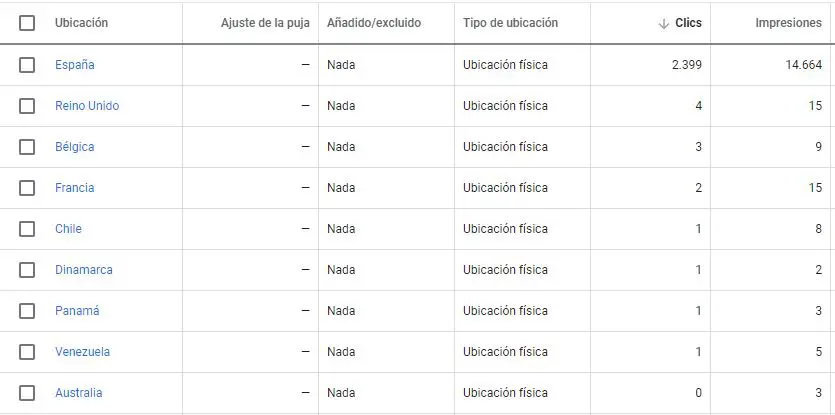 Ubicación Ajuste de la puja Añadido/excluido Tipo de ubicación ↓ Clics Impresiones
España — Nada Ubicación física 2.399 14.664
Reino Unido — Nada Ubicación física 4 15
Bélgica — Nada Ubicación física 3 9
Francia — Nada Ubicación física 2 15
Chile — Nada Ubicación física 1 8
Dinamarca — Nada Ubicación física 1 2
Panamá — Nada Ubicación física 1 3
Venezuela — Nada Ubicación física 1 5
Australia — Nada Ubicación física 0 3